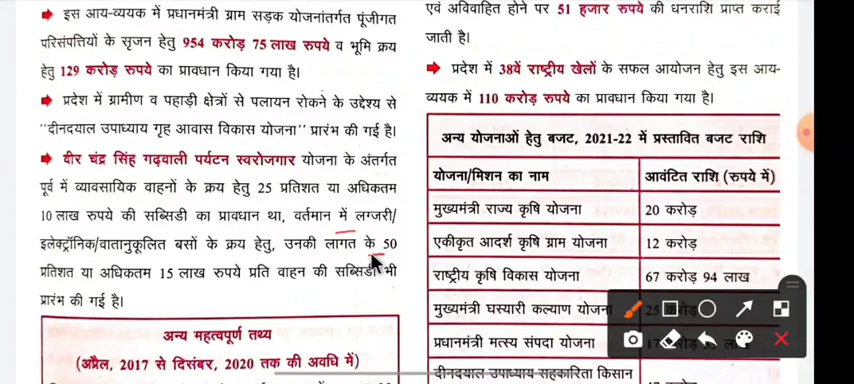 इस आय-व्ययक में प्रधानमंत्री ग्राम सड़क योजनांतर्गत पूंजीगत
परिसंपत्तियों के सृजन हेतु 954 करोड़ 75 लाख रुपये व भूमि क्रय
हेतु 129 करोड़ रुपये का प्रावधान किया गया है।
प्रदेश में ग्रामीण व पहाड़ी क्षेत्रों से पलायन रोकने के उद्देश्य से
“दीनदयाल उपाध्याय गृह आवास विकास योजना” प्रारंभ की गई है।
वीर चंद्र सिंह गढ़वाली पर्यटन स्वरोजगार योजना के अंतर्गत
पूर्व में व्यावसायिक वाहनों के क्रय हेतु 25 प्रतिशत या अधिकतम
10 लाख रुपये की सब्सिडी का प्रावधान था, वर्तमान में लग्जरी/
इलेक्ट्रॉनिक/वातानुकूलित बसों के क्रय हेतु, उनकी लागत के 50
प्रतिशत या अधिकतम 15 लाख रुपये प्रति वाहन की सब्सिडी भी
प्रारंभ की गई है।
अन्य महत्वपूर्ण तथ्य
(अप्रैल, 2017 से दिसंबर, 2020 तक की अवधि में)
एवं अविवाहित होने पर 51 हजार रुपये की धनराशि प्राप्त कराई
जाती है।
प्रदेश में 38वें राष्ट्रीय खेलों के सफल आयोजन हेतु इस आय-
व्ययक में 110 करोड़ रुपये का प्रावधान किया गया है।
अन्य योजनाओं हेतु बजट, 2021-22 में प्रस्तावित बजट राशि
योजना/मिशन का नाम आवंटित राशि (रुपये में)
मुख्यमंत्री राज्य कृषि योजना 20 करोड़
एकीकृत आदर्श कृषि ग्राम योजना 12 करोड़
राष्ट्रीय कृषि विकास योजना 67 करोड़ 94 लाख
मुख्यमंत्री घस्यारी कल्याण योजना 25 करोड़
प्रधानमंत्री मत्स्य संपदा योजना
दीनदयाल उपाध्याय सहकारिता किसान